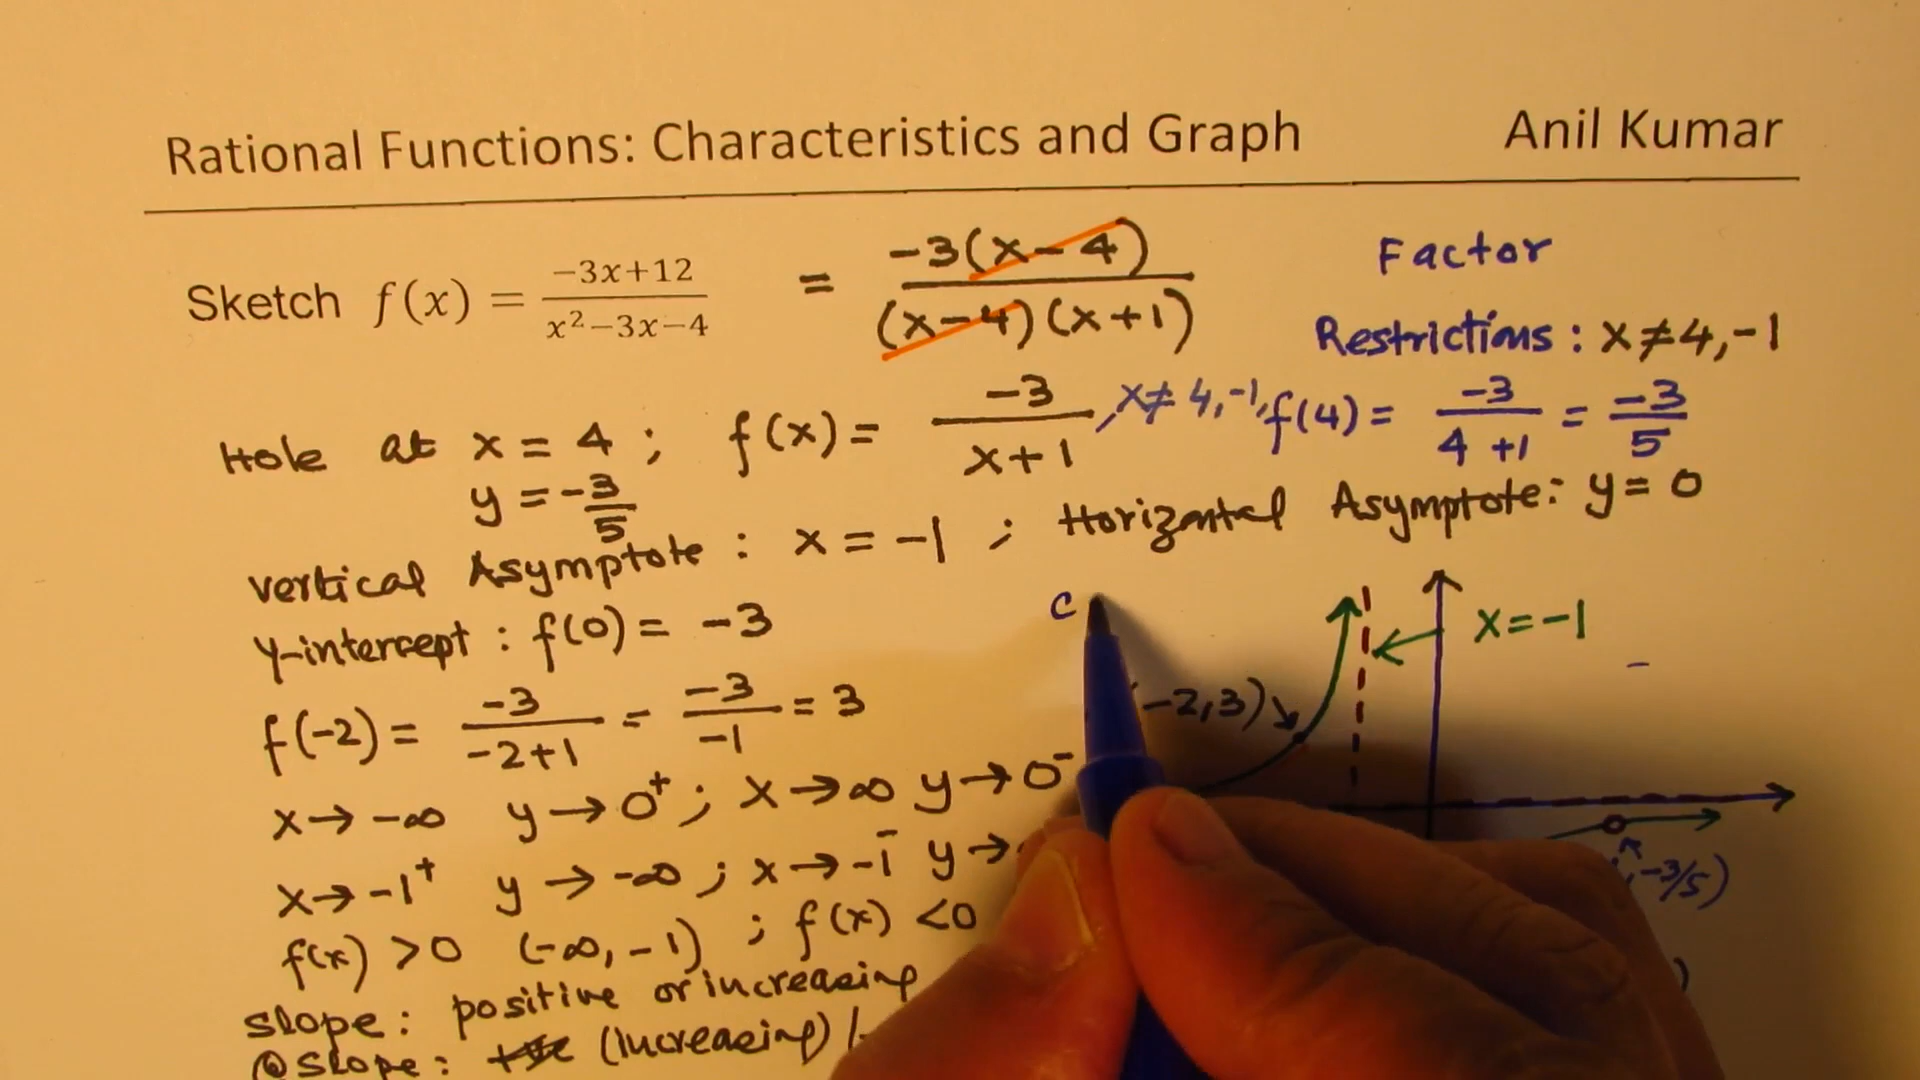 Rational Functions: Characteristics and Graph Anil Kumar
Sketch f(x) = (-3x+12)/(x²-3x-4) = -3(x-4)/((x-4)(x+1)) Factor
Restrictions: x≠4,-1
Hole at x = 4 ; f(x) = -3/(x+1), x≠4,-1, f(4) = -3/(4+1) = -3/5
y = -3/5
Vertical Asymptote : x = -1 ; Horizontal Asymptote: y = 0
y-intercept : f(0) = -3
C
x=-1
f(-2) = -3/(-2+1) = -3/-1 = 3
(-2,3)
x→-∞ y→0⁺ ; x→∞ y→0⁻
x→-1⁺ y→-∞ ; x→-1⁻ y→
-3/5)
f(x) >0 (-∞,-1) ; f(x) <0
)
slope: positive or increasing
@slope: (Increasing)